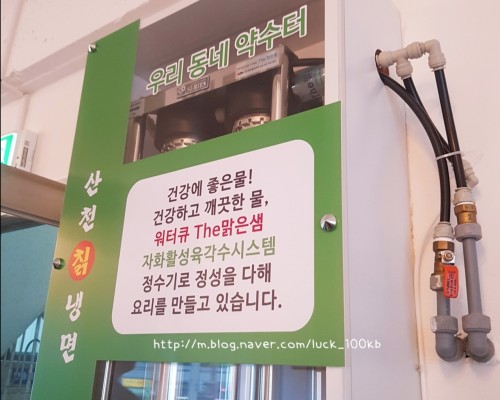 우리 동네 약수터
산천 칡 냉면
건강에 좋은물!
건강하고 깨끗한 물,
워터큐 The맑은샘
자화활성육각수시스템
정수기로 정성을 다해
요리를 만들고 있습니다.
http://m.blog.naver.com/luck_100kb